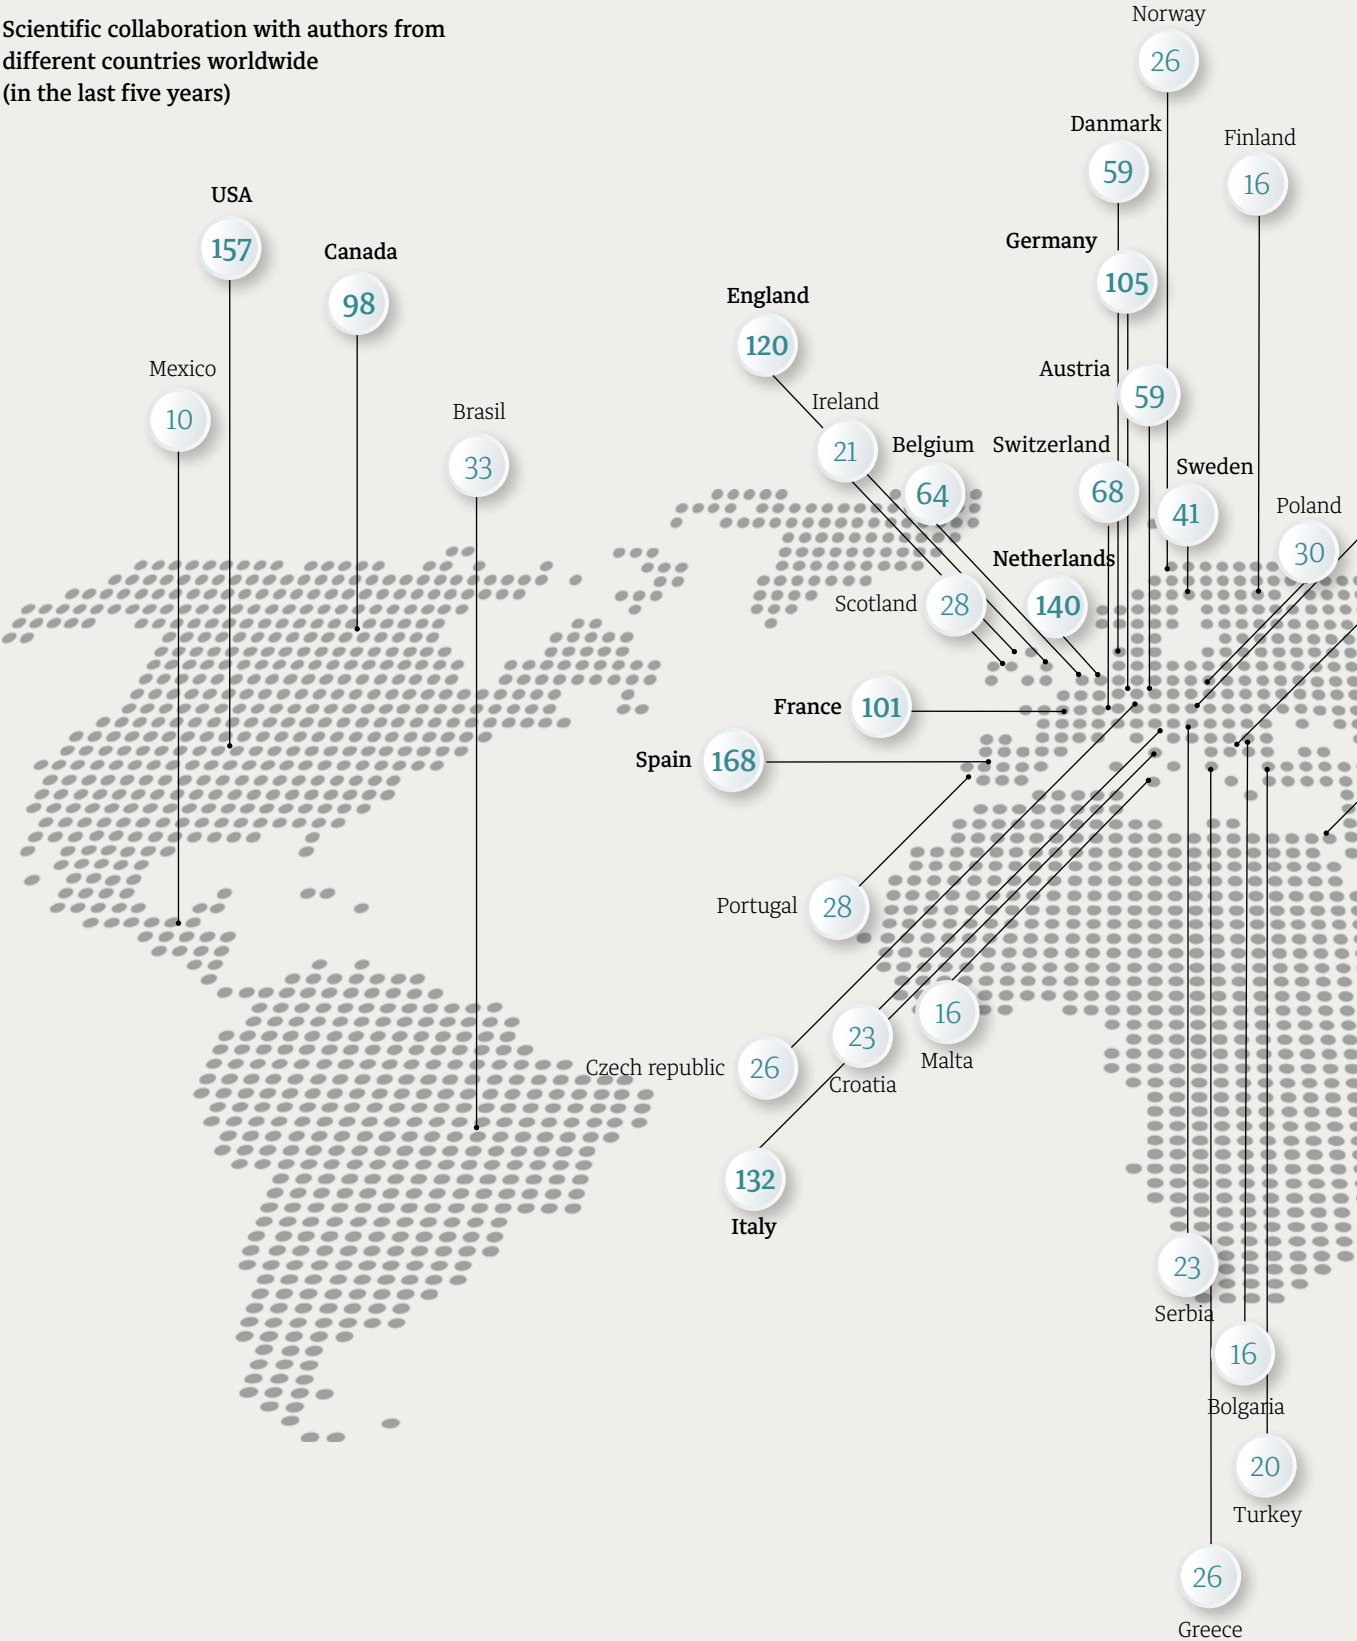 Scientific collaboration with authors from
different countries worldwide
(in the last five years)
Norway
26
Danmark
59
Finland
16
USA
157
Germany
105
Canada
98
England
120
Mexico
10
Austria
59
Ireland
21
Brasil
33
Belgium
64
Switzerland
68
Sweden
41
Poland
30
Netherlands
140
Scotland
28
France
101
Spain
168
Portugal
28
Czech republic
26
23
Croatia
16
Malta
132
Italy
23
Serbia
16
Bolgaria
20
Turkey
26
Greece